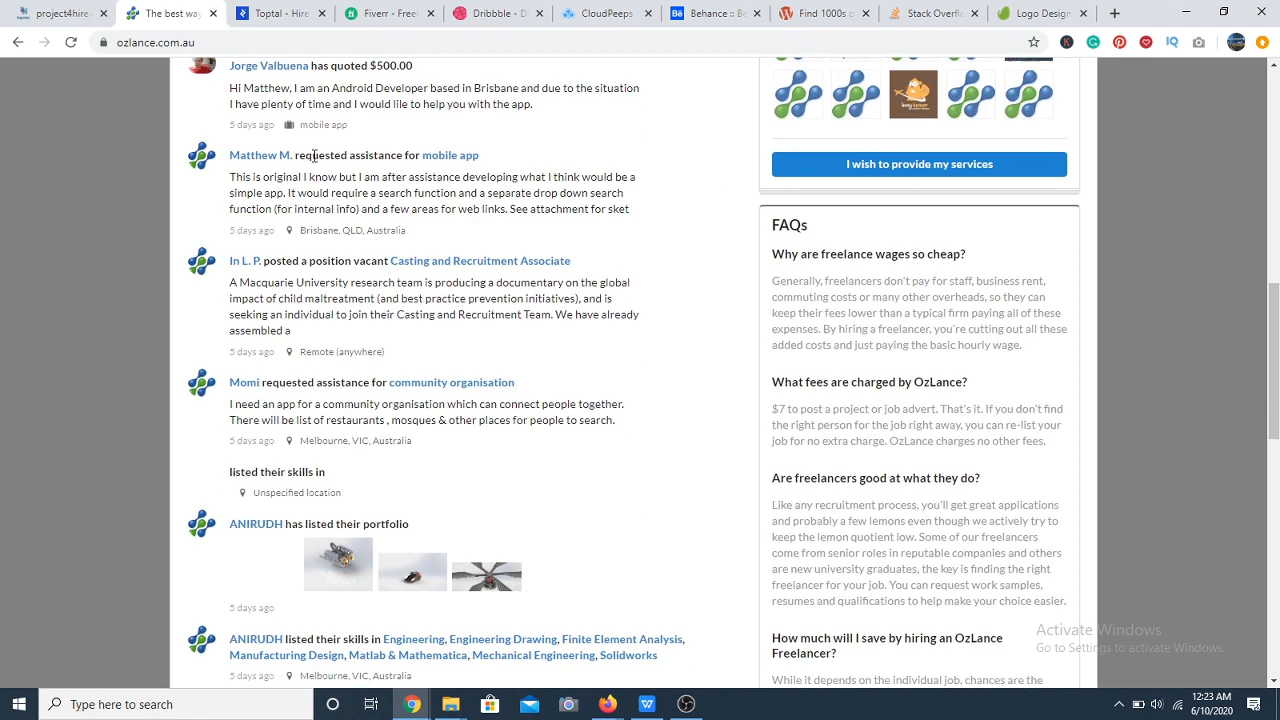 project4hire
The best way
Toptal - Hire
Fiverr - Freel
Dribbble - D
CloudPeeps
Behance :: Be
Find Jobs
Stack Overfl
Logo Design
ozlance.com.au
Jorge Valbuena has quoted $500.00
Hi Matthew, I am an Android Developer based in Brisbane and due to the situation
I have plenty of time and I would like to help you with the app.
5 days ago mobile app
Matthew M. requested assistance for mobile app
This is orginal I know but I am after assistance developing what I think would be a
simple app. It would require a search function and a separate drop down search
function (for internal info) and a few areas for web links. See attachment for sket
5 days ago Brisbane, QLD, Australia
In L. P. posted a position vacant Casting and Recruitment Associate
A Macqurie University research team is producing a documentary on the global
impact of child maltreatment (and best practice prevention initiatives), and is
seeking an individual to join their Casting and Recruitment Team. We have already
assembled a
5 days ago Remote (anywhere)
Momi requested assistance for community organisation
I need an app for a community organisation which can connect people together.
There will be list of restaurants , mosques & other places for people to search.
5 days ago Melbourne, VIC, Australia
listed their skills in
Unspecified location
ANIRUDH has listed their portfolio
5 days ago
ANIRUDH listed their skill in Engineering, Engineering Drawing, Finite Element Analysis,
Manufacturing Design, Matlab & Mathematica, Mechanical Engineering, Solidworks
5 days ago Melbourne, VIC, Australia
I wish to provide my services
FAQs
Why are freelance wages so cheap?
Generally, freelancers don't pay for staff, business rent,
commuting costs or many other overheads, so they can
keep their fees lower than a typical firm paying all of these
expenses. By hiring a freelancer, you're cutting out all these
added costs and just paying the basic hourly wage.
What fees are charged by OzLance?
$7 to post a project or job advert. That's it. If you don't find
the right person for the job right away, you can re-list your
job for no extra charge. OzLance charges no other fees.
Are freelancers good at what they do?
Like any recruitment process, you'll get great applications
and probably a few lemons even though we actively try to
keep the lemon quotient low. Some of our freelancers
come from senior roles in reputable companies and others
are new university graduates, the key is finding the right
freelancer for your job. You can request work samples,
resumes and qualifications to help make your choice easier.
How much will I save by hiring an OzLance
Freelancer?
While it depends on the individual job, chances are the
Activate Windows
Go to Settings to activate Windows.
Type here to search
12:23 AM
6/10/2020